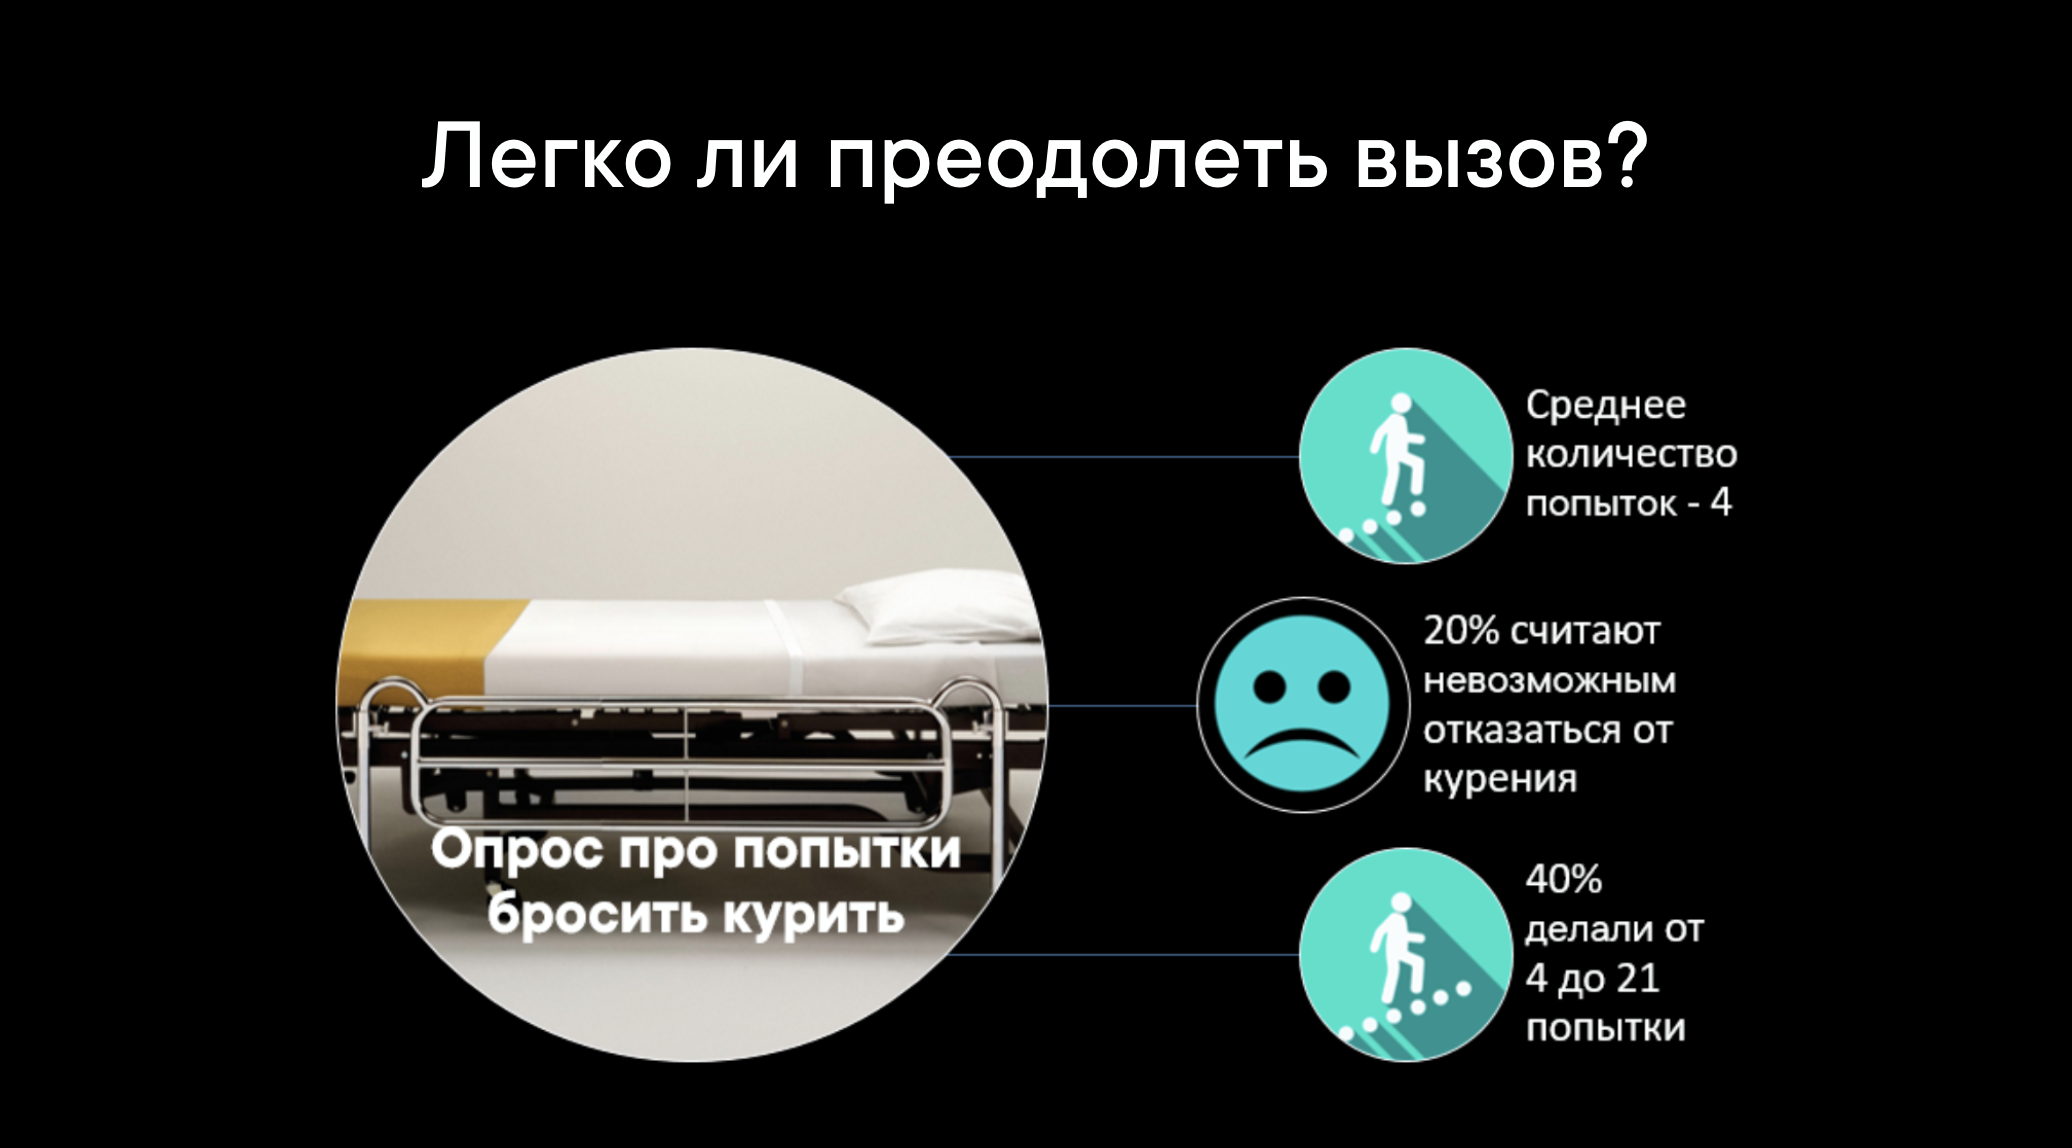 Легко ли преодолеть вызов?
Опрос про попытки
бросить курить
Среднее
количество
попыток - 4
20% считают
невозможным
отказаться от
курения
40%
делали от
4 до 21
попытки